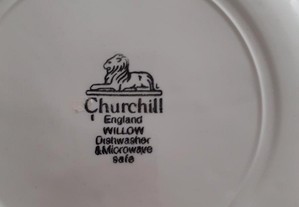 Churchill
England
WILLOW
Dishwasher
& Microwave
safe